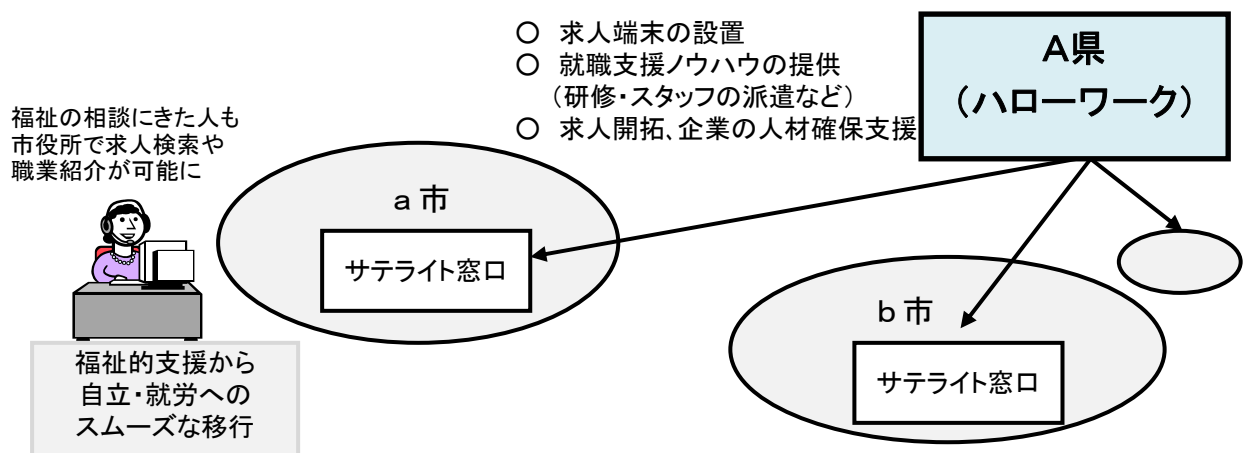 ○ 求人端末の設置
○ 就職支援ノウハウの提供
（研修・スタッフの派遣など）
○ 求人開拓、企業の人材確保支援
A県
（ハローワーク）
福祉の相談にきた人も
市役所で求人検索や
職業紹介が可能に
a 市
サテライト窓口
b 市
サテライト窓口
福祉的支援から
自立・就労への
スムーズな移行